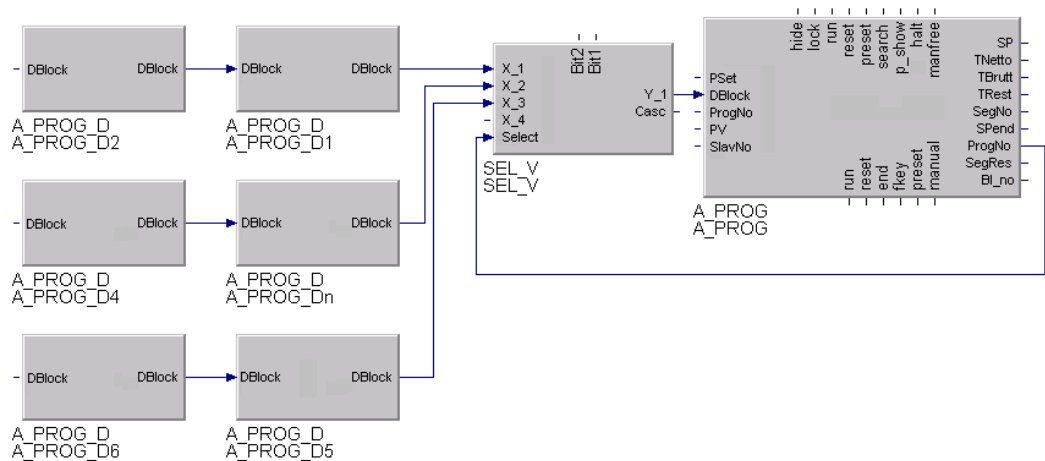 DBlock DBlock
A_PROG_D
A_PROG_D2
DBlock DBlock
A_PROG_D
A_PROG_D1
DBlock DBlock
A_PROG_D
A_PROG_D4
DBlock DBlock
A_PROG_D
A_PROG_Dn
DBlock DBlock
A_PROG_D
A_PROG_D6
DBlock DBlock
A_PROG_D
A_PROG_D5
Bit2
Bit1
X_1
X_2
X_3
X_4
Select
Y_1
Casc
SEL_V
SEL_V
hide
lock
run
reset
preset
search
p_show
halt
manfree
PSet
DBlock
ProgNo
PV
SlavNo
SP
TNetto
TBrutt
TRest
SegNo
SPend
ProgNo
SegRes
Bl_no
run
reset
end
fkey
preset
manual
A_PROG
A_PROG